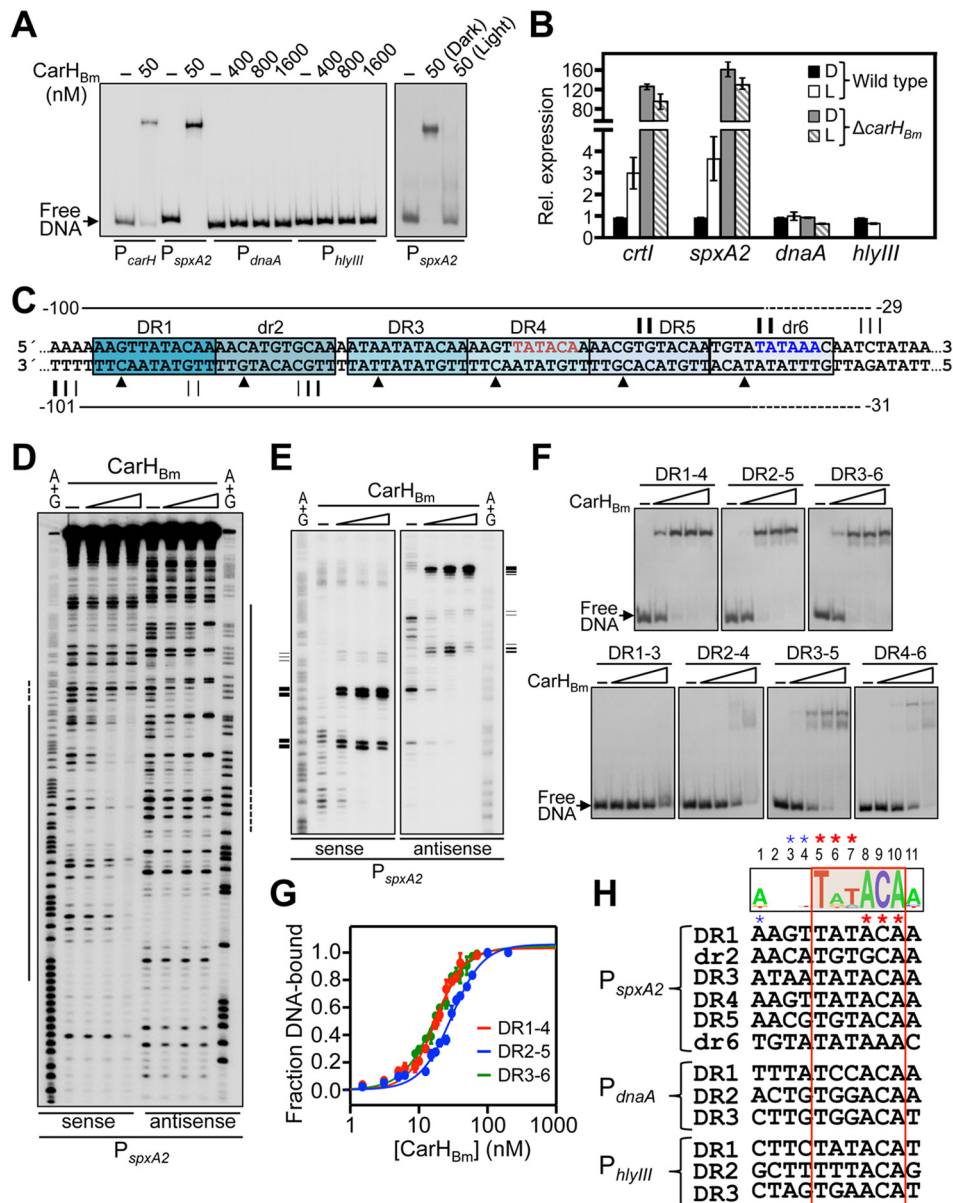 A
CarH_Bm (nM)
– 50 – 50 – 400 800 1600 – 400 800 1600
– 50 (Dark) 50 (Light)
Free DNA
P_carH P_spxA2 P_dnaA P_hlyIII
P_spxA2
B
Rel. expression
160
120
80
4
3
2
1
0
D
L
Wild type
D
L
ΔcarH_Bm
crtI spxA2 dnaA hlyIII
C
-100
-29
DR1 dr2 DR3 DR4 DR5 dr6
5´ ...AAAAAAGTTATACAAAACATGTGCAAAATAATATACAAAAGTTATACAAAACGTGTACAATGTATATAAACAATCTATAA...3´
3´ ...TTTTTTCAATATGTTTTGTACACGTTTTATTATATGTTTTCAATATGTTTTGCACATGTTACATATATTTGTTAGATATT...5´
-101
-31
D
CarH_Bm
A+G – – A+G
sense antisense
P_spxA2
E
CarH_Bm
A+G – – A+G
sense antisense
P_spxA2
F
DR1-4 DR2-5 DR3-6
CarH_Bm – – –
Free DNA
DR1-3 DR2-4 DR3-5 DR4-6
CarH_Bm – – – –
Free DNA
G
Fraction DNA-bound
1.0
0.8
0.6
0.4
0.2
0.0
DR1-4
DR2-5
DR3-6
1 10 100 1000
[CarH_Bm] (nM)
H
* * * * *
1 2 3 4 5 6 7 8 9 10 11
A TATACAA
* * * *
P_spxA2
DR1 AAGTTATACAA
dr2 AACATGTGCAA
DR3 ATAATATACAA
DR4 AAGTTATACAA
DR5 AACGTGTACAA
dr6 TGTATATAAAC
P_dnaA
DR1 TTTATCCACAA
DR2 ACTGTGGACAA
DR3 CTTGTGGACAT
P_hlyIII
DR1 CTTCTATACAT
DR2 GCTTTTTACAG
DR3 CTAGTGAACAT